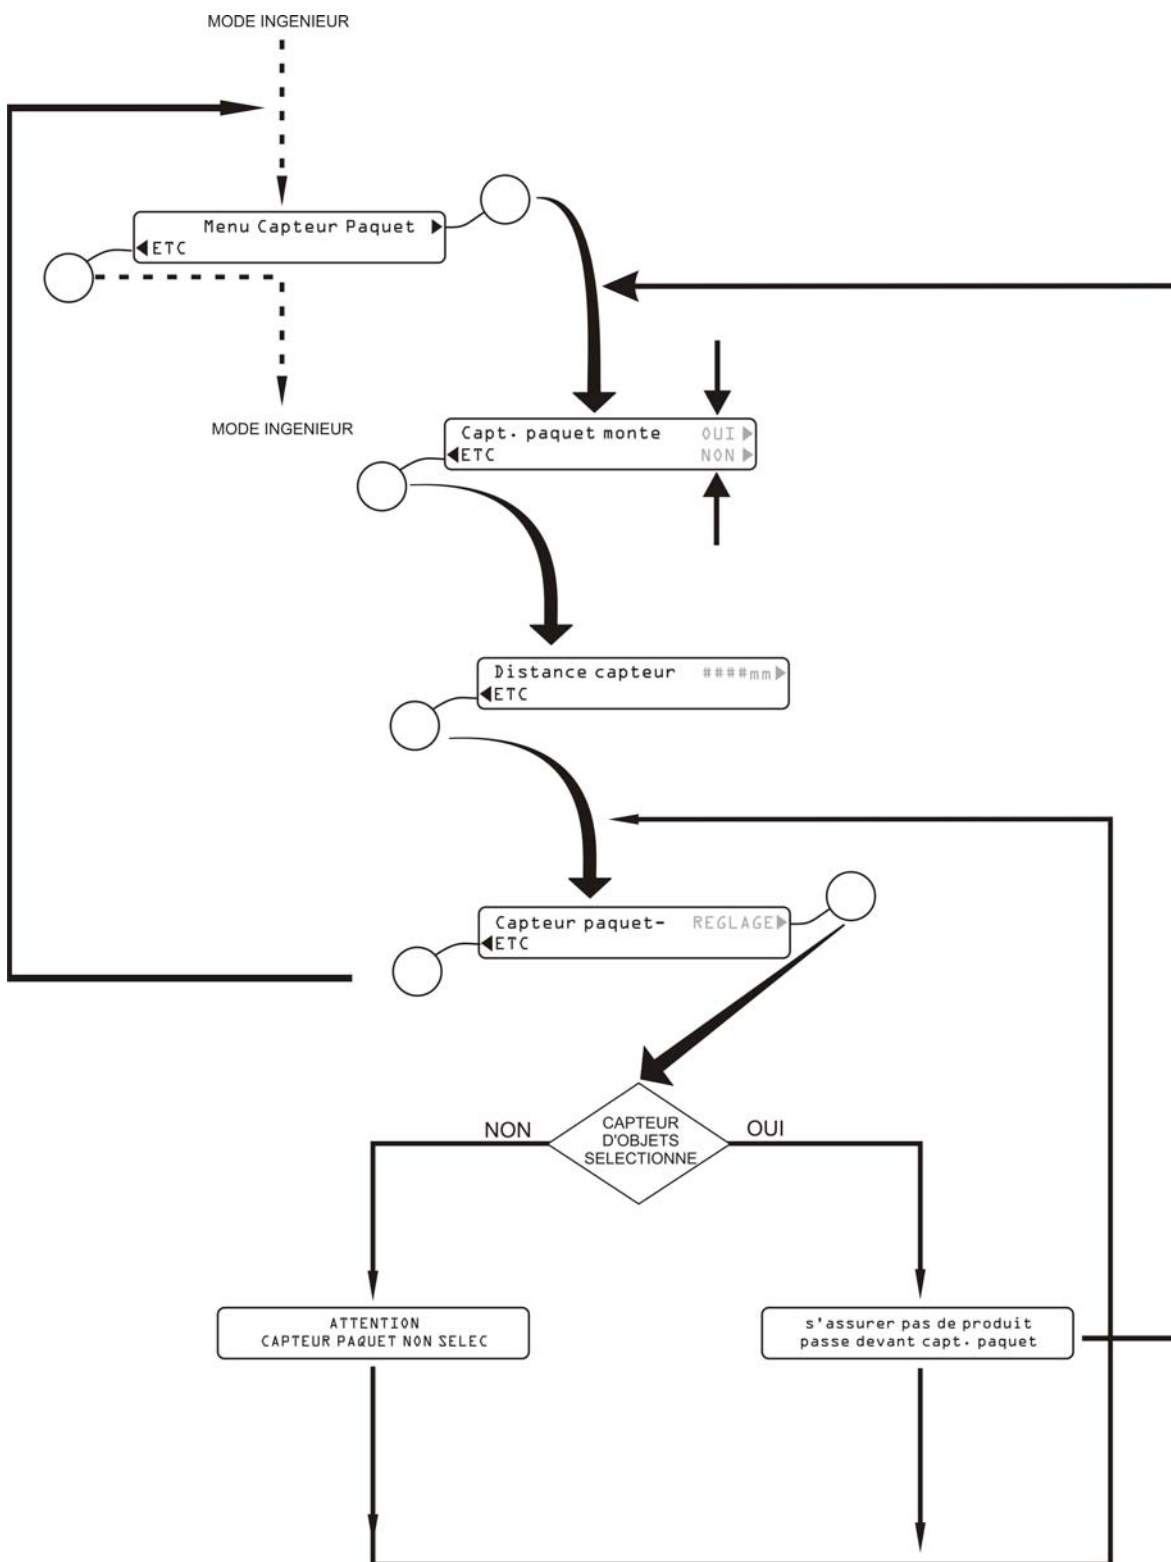 MODE INGENIEUR
Menu Capteur Paquet
ETC
MODE INGENIEUR
Capt. paquet monte OUI
ETC NON
Distance capteur ####mm
ETC
Capteur paquet- REGLAGE
ETC
CAPTEUR
D'OBJETS
SELECTIONNE
NON
OUI
ATTENTION
CAPTEUR PAQUET NON SELEC
s'assurer pas de produit
passe devant capt. paquet